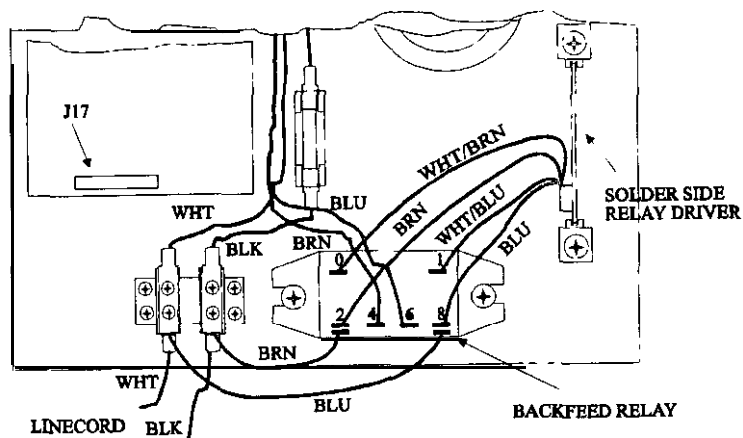 J17
WHT/BRN
BLU
SOLDER SIDE
RELAY DRIVER
WHT
BRN
WHT/BLU
BLK
BRN
BLU
0
1
2
4
6
8
BRN
WHT
BLU
BACKFEED RELAY
LINECORD
BLK